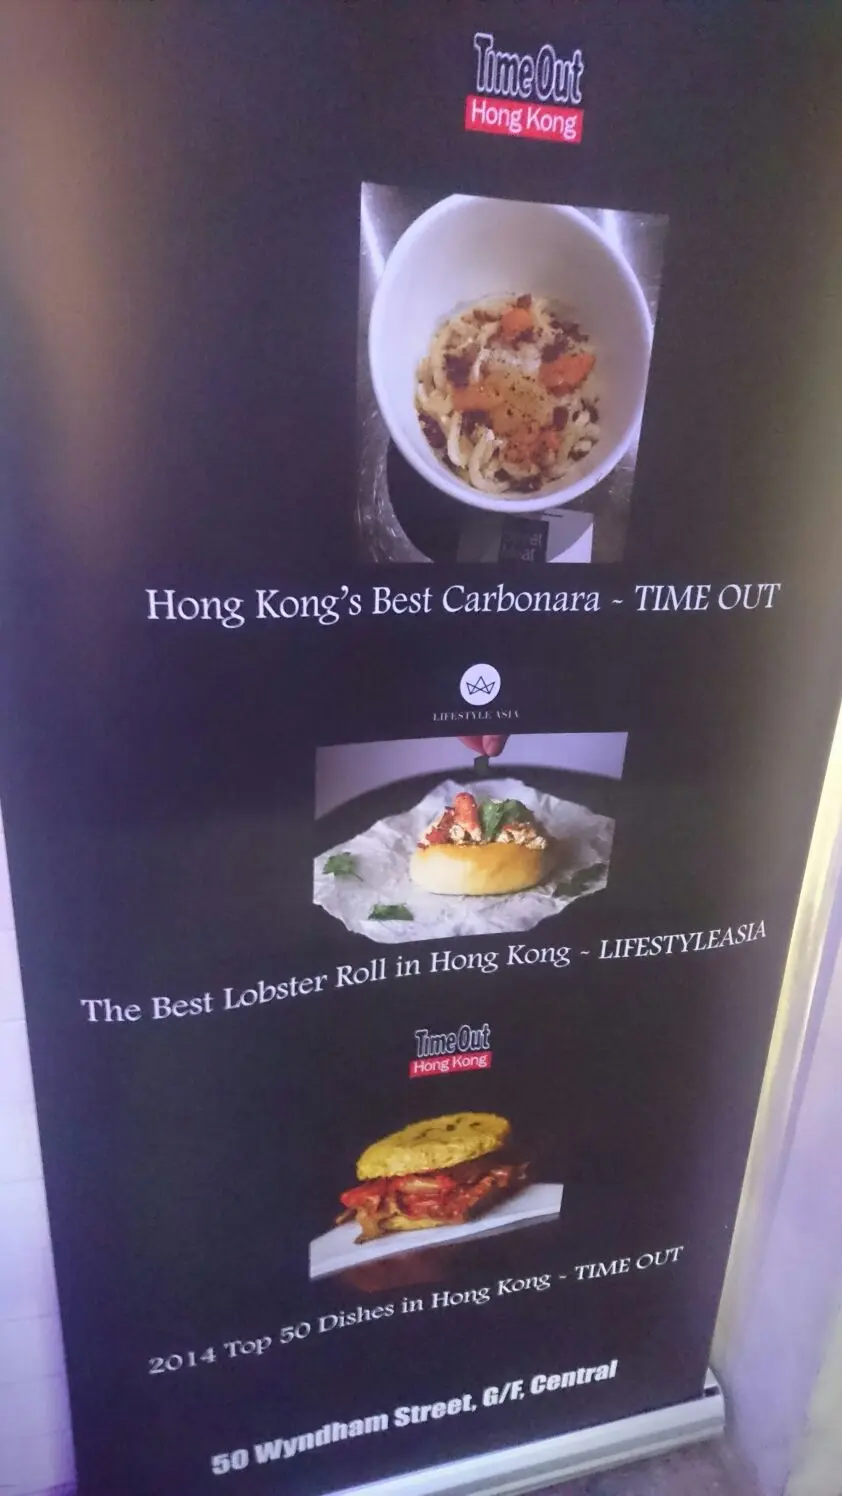 Time Out
Hong Kong
Hong Kong's Best Carbonara ~ TIME OUT
LIFESTYLE ASIA
The Best Lobster Roll in Hong Kong ~ LIFESTYLEASIA
Time Out
Hong Kong
2014 Top 50 Dishes in Hong Kong ~ TIME OUT
50 Wyndham Street, G/F, Central